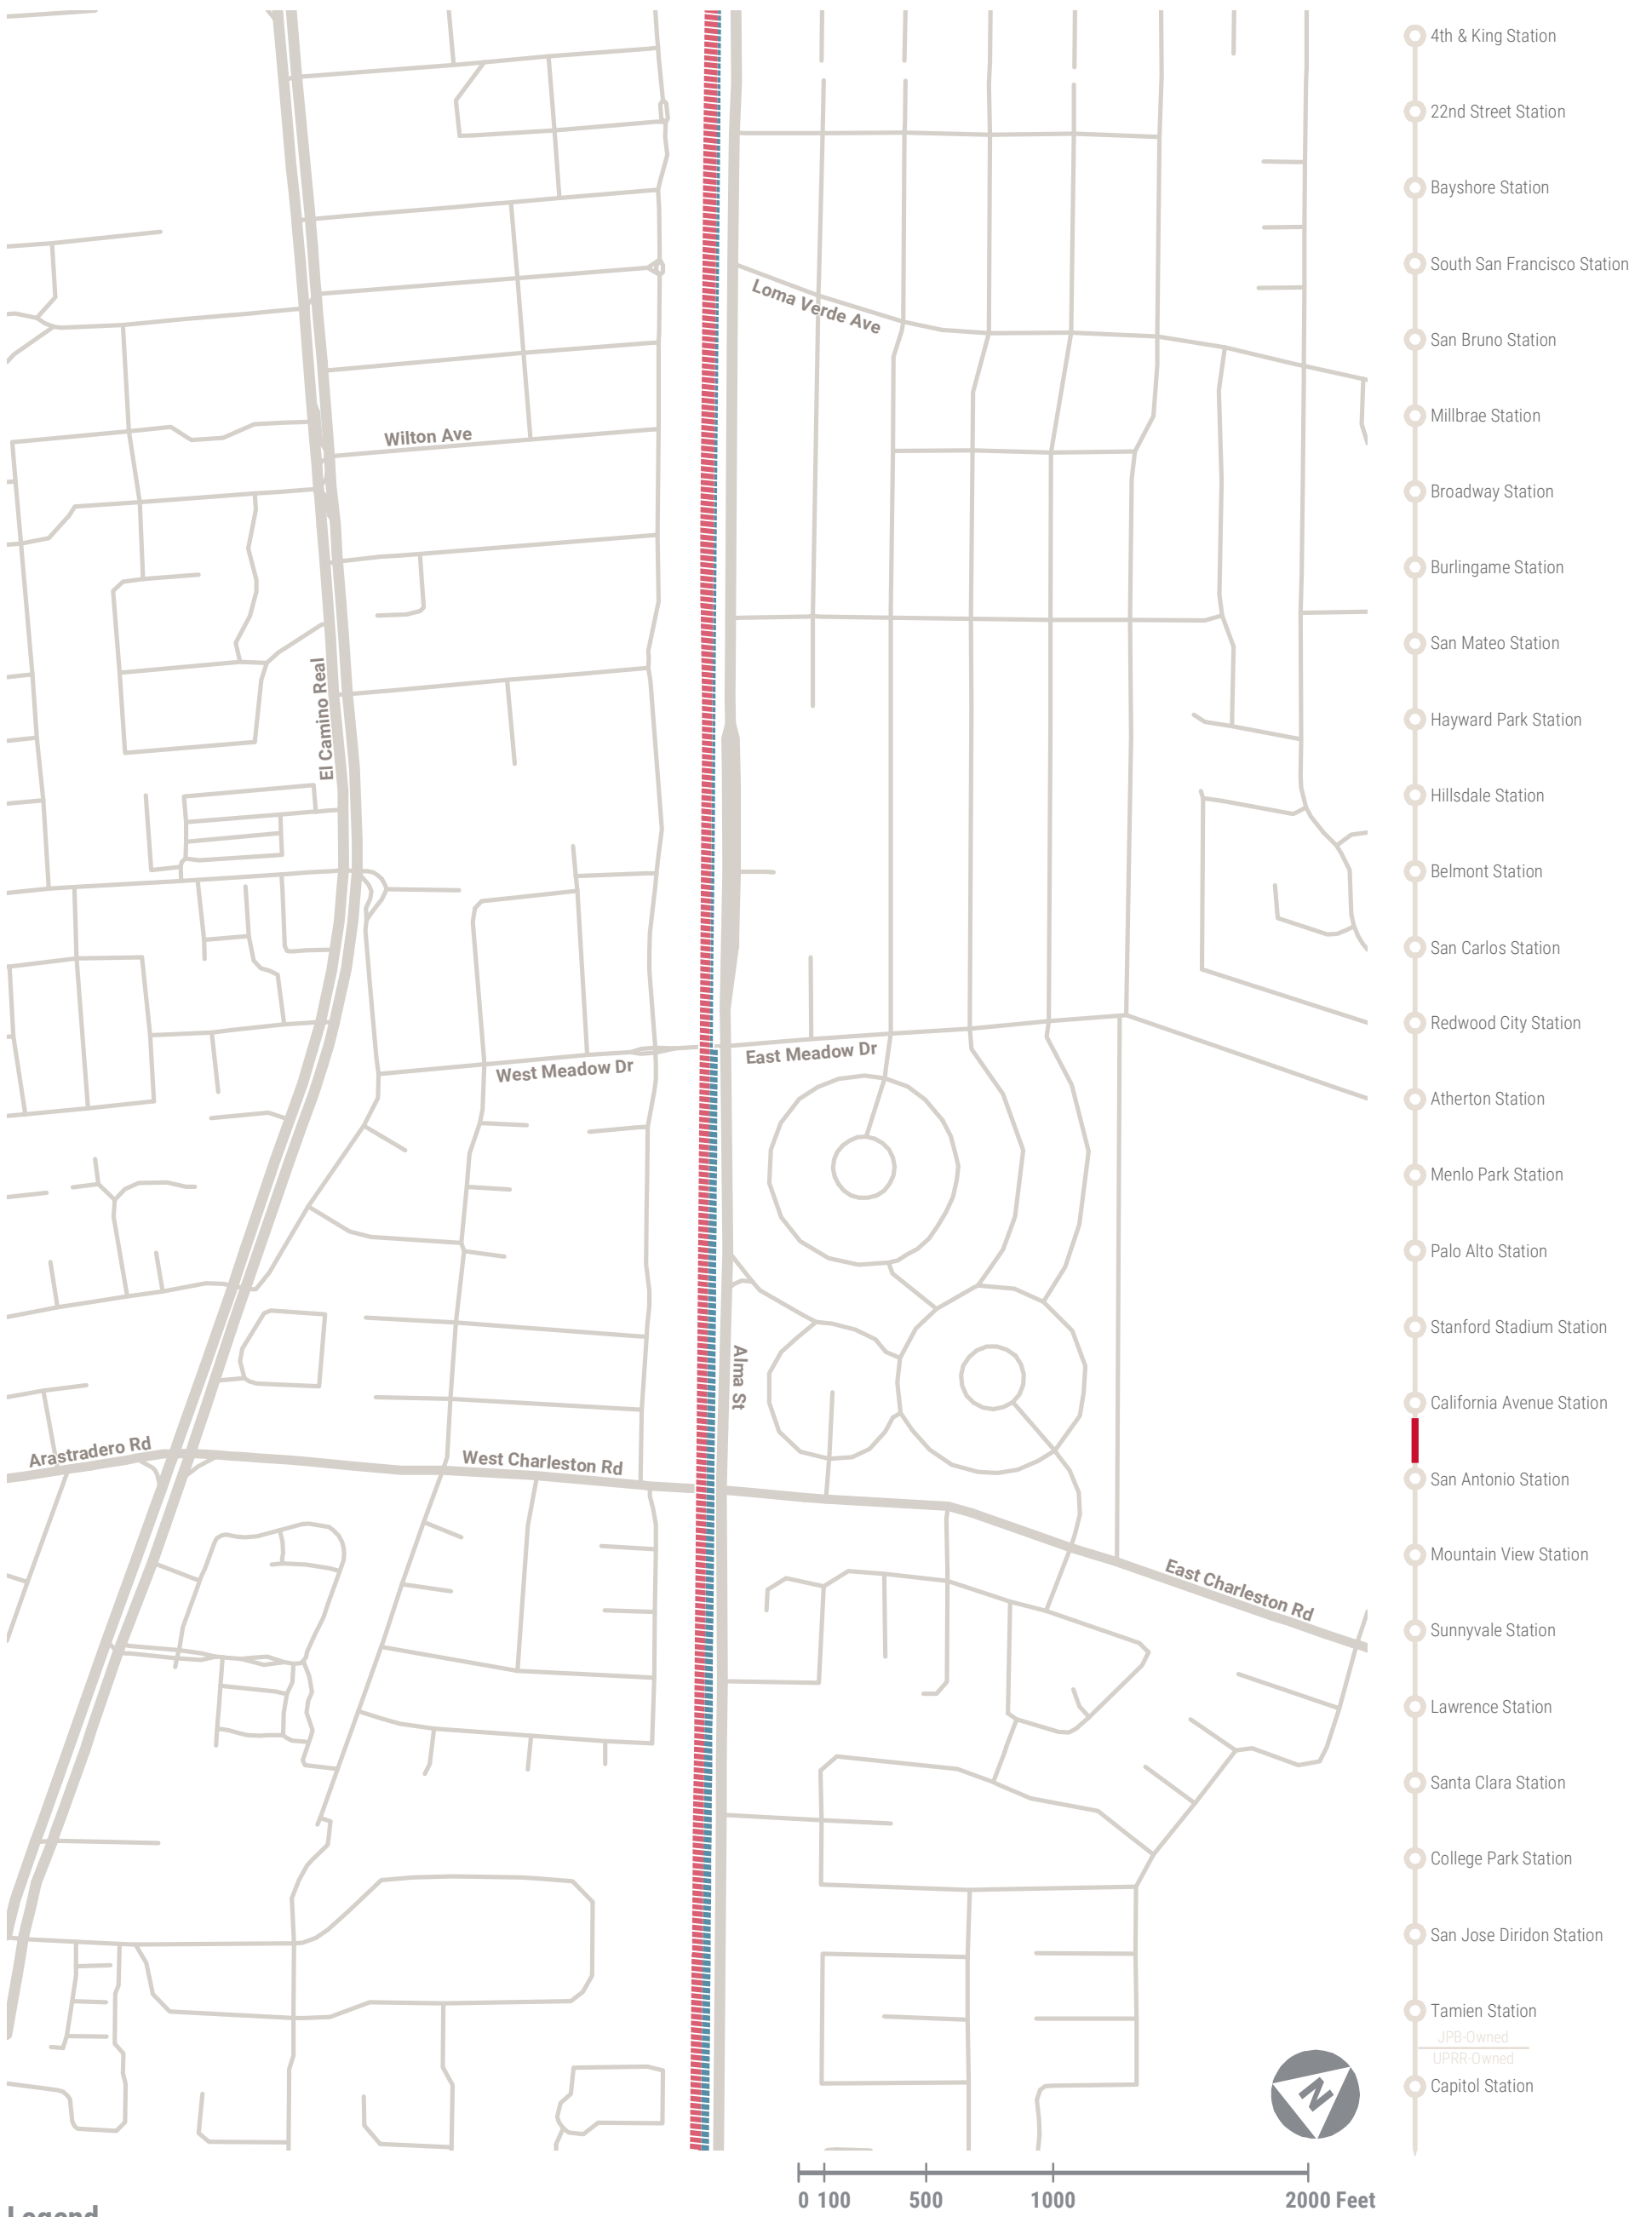 4th & King Station
22nd Street Station
Bayshore Station
South San Francisco Station
Loma Verde Ave
San Bruno Station
Millbrae Station
Wilton Ave
Broadway Station
Burlingame Station
San Mateo Station
El Camino Real
Hayward Park Station
Hillsdale Station
Belmont Station
San Carlos Station
Redwood City Station
East Meadow Dr
West Meadow Dr
Atherton Station
Menlo Park Station
Palo Alto Station
Stanford Stadium Station
Alma St
California Avenue Station
Arastradero Rd
West Charleston Rd
San Antonio Station
Mountain View Station
East Charleston Rd
Sunnyvale Station
Lawrence Station
Santa Clara Station
College Park Station
San Jose Diridon Station
Tamien Station
JPB-Owned
UPRR-Owned
Capitol Station
N
0 100 500 1000 2000 Feet
Legend